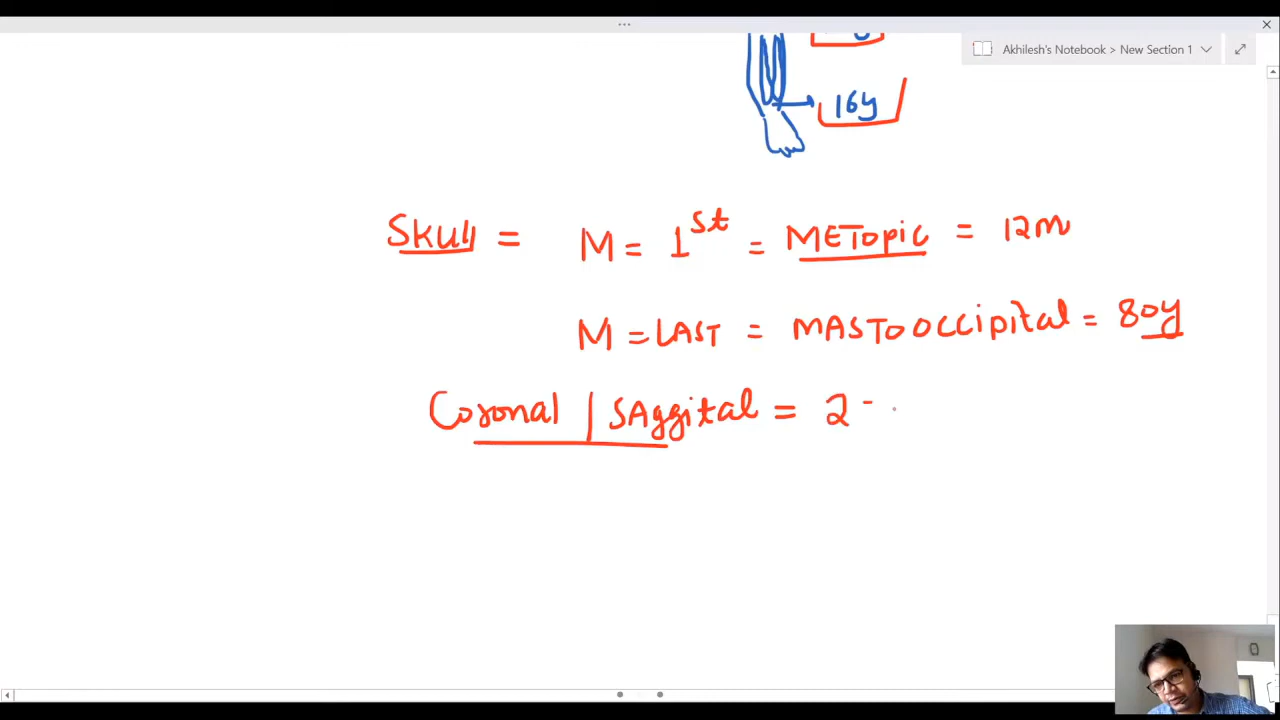 Akhilesh's Notebook > New Section 1
16y
Skull = M = 1st = METopic = 12m
M = LAST = MASTOOCCipital = 80y
Coronal | SAggital = 2 -